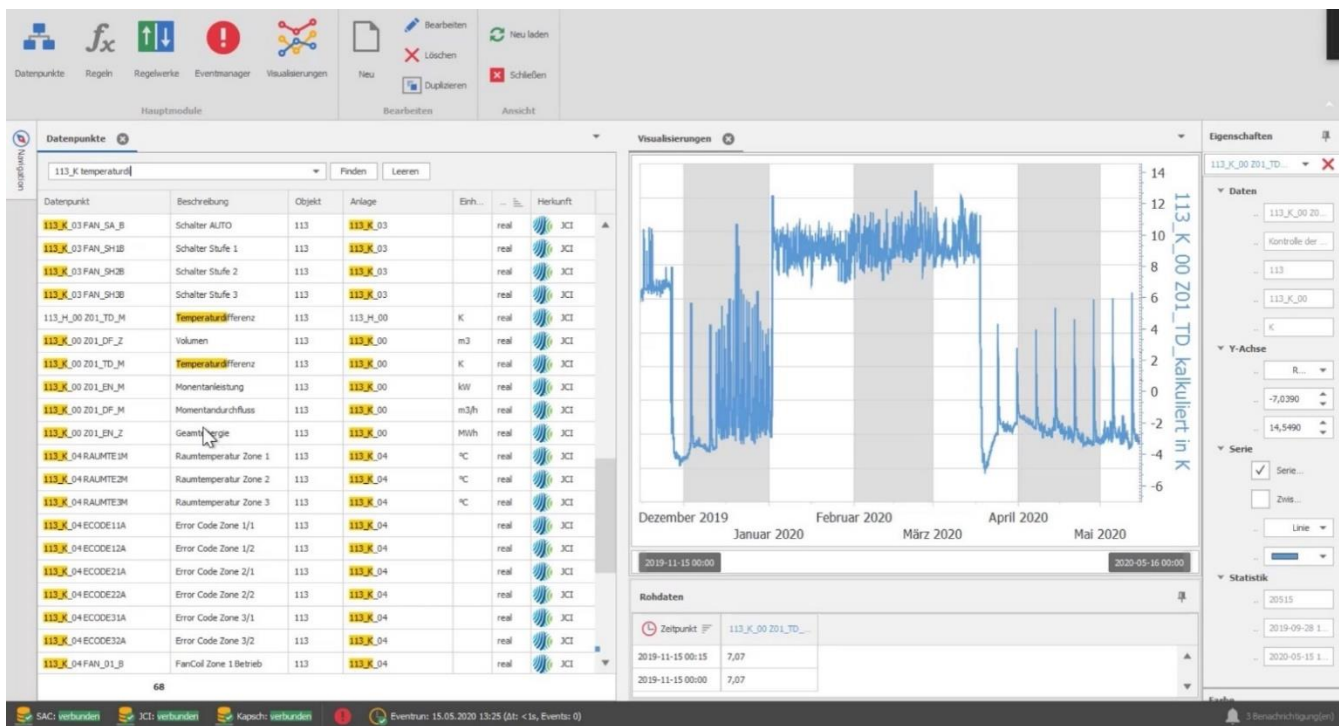 Datenpunkte
Regeln
Regelwerke
Eventmanager
Visualisierungen
Hauptmodule
Neu
Bearbeiten
Löschen
Duplizieren
Bearbeiten
Neu laden
Schließen
Ansicht
Navigation
Datenpunkte
113_K temperaturdi
Finden
Leeren
Datenpunkt Beschreibung Objekt Anlage Einh... ... Herkunft
113_K_03 FAN_SA_B Schalter AUTO 113 113_K_03 real JCI
113_K_03 FAN_SH1B Schalter Stufe 1 113 113_K_03 real JCI
113_K_03 FAN_SH2B Schalter Stufe 2 113 113_K_03 real JCI
113_K_03 FAN_SH3B Schalter Stufe 3 113 113_K_03 real JCI
113_H_00 Z01_TD_M Temperaturdifferenz 113 113_H_00 K real JCI
113_K_00 Z01_DF_Z Volumen 113 113_K_00 m3 real JCI
113_K_00 Z01_TD_M Temperaturdifferenz 113 113_K_00 K real JCI
113_K_00 Z01_EN_M Monentanleistung 113 113_K_00 kW real JCI
113_K_00 Z01_DF_M Momentandurchfluss 113 113_K_00 m3/h real JCI
113_K_00 Z01_EN_Z 113 113_K_00 MWh real JCI
113_K_04 RAUMTE1M Raumtemperatur Zone 1 113 113_K_04 °C real JCI
113_K_04 RAUMTE2M Raumtemperatur Zone 2 113 113_K_04 °C real JCI
113_K_04 RAUMTE3M Raumtemperatur Zone 3 113 113_K_04 °C real JCI
113_K_04 ECODE11A Error Code Zone 1/1 113 113_K_04 real JCI
113_K_04 ECODE12A Error Code Zone 1/2 113 113_K_04 real JCI
113_K_04 ECODE21A Error Code Zone 2/1 113 113_K_04 real JCI
113_K_04 ECODE22A Error Code Zone 2/2 113 113_K_04 real JCI
113_K_04 ECODE31A Error Code Zone 3/1 113 113_K_04 real JCI
113_K_04 ECODE32A Error Code Zone 3/2 113 113_K_04 real JCI
113_K_04 FAN_01_B FanCoil Zone 1 Betrieb 113 113_K_04 real JCI
68
Visualisierungen
14
12
10
8
6
4
2
0
-2
-4
-6
113_K_00 Z01_TD_kalkuliert in K
Dezember 2019 Februar 2020 April 2020
Januar 2020 März 2020 Mai 2020
2019-11-15 00:00 2020-05-16 00:00
Rohdaten
Zeitpunkt 113_K_00 Z01_TD_...
2019-11-15 00:15 7,07
2019-11-15 00:00 7,07
Eigenschaften
113_K_00 Z01_TD...
Daten
113_K_00 Z0...
Kontrolle der ...
113
113_K_00
K
Y-Achse
R...
-7,0390
14,5490
Serie
Serie...
Zwis...
Linie
Statistik
20515
2019-09-28 1...
2020-05-15 1...
Farbe
SAC: verbunden JCI: verbunden Kapsch: verbunden Eventrun: 15.05.2020 13:25 (Δt: <1s, Events: 0) 3 Benachrichtigung(en)